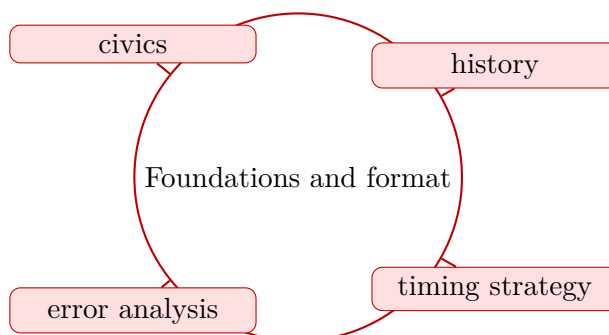 civics
history
Foundations and format
timing strategy
error analysis